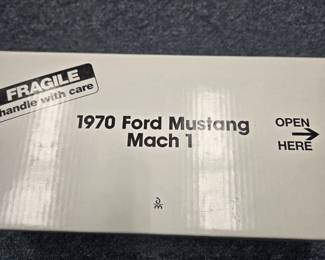 FRAGILE
handle with care
1970 Ford Mustang
Mach 1
OPEN
HERE